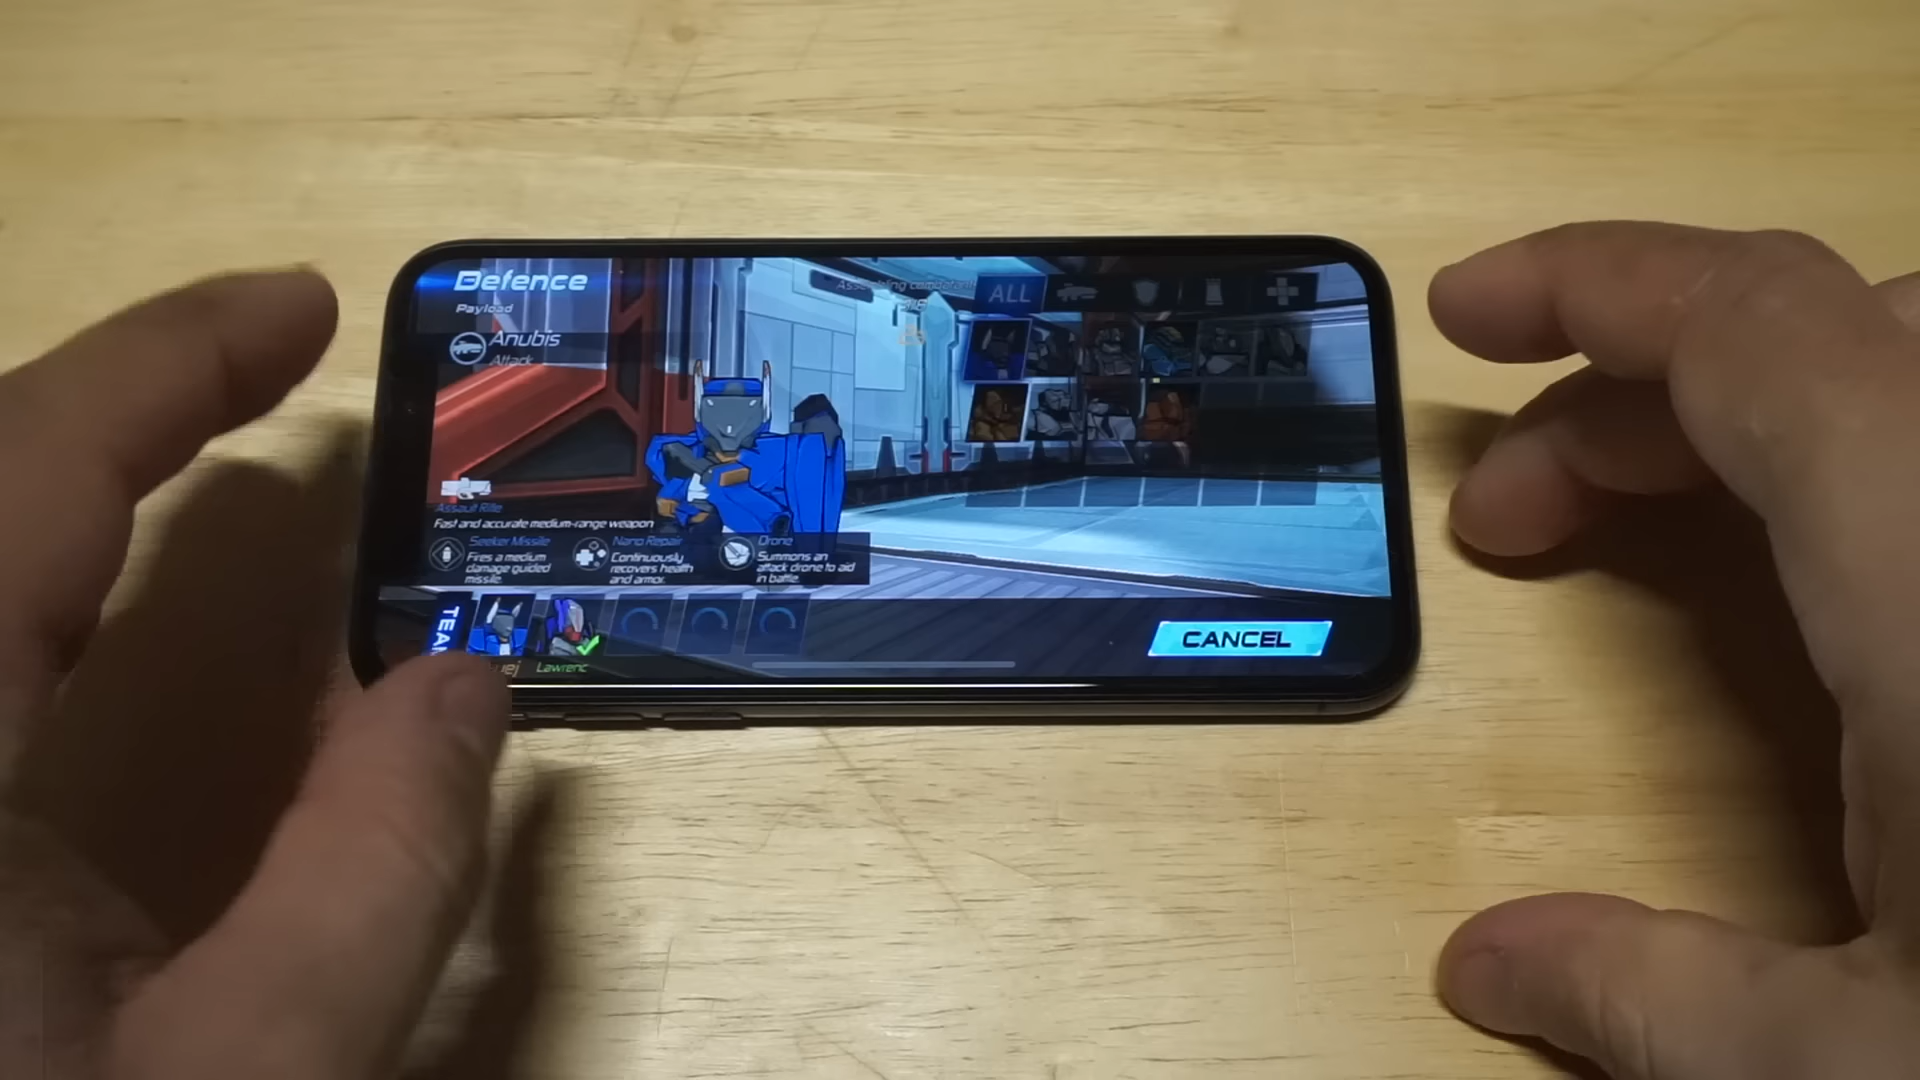 Defence
Payload
Anubis
Attack
Assembling combatants
ALL
Assault Rifle
Fast and accurate medium-range weapon
Seeker Missile
Fires a medium
damage guided
missile.
Nano Repair
Continuously
recovers health
and armor.
Drone
Summons an
attack drone to aid
in battle.
Lawrenc
CANCEL